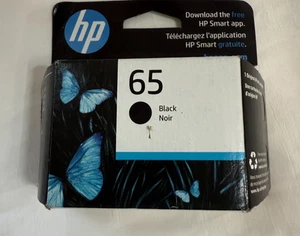 hp
Download the free
HP Smart app.
Téléchargez l'application
HP Smart gratuite.
65
Black
Noir